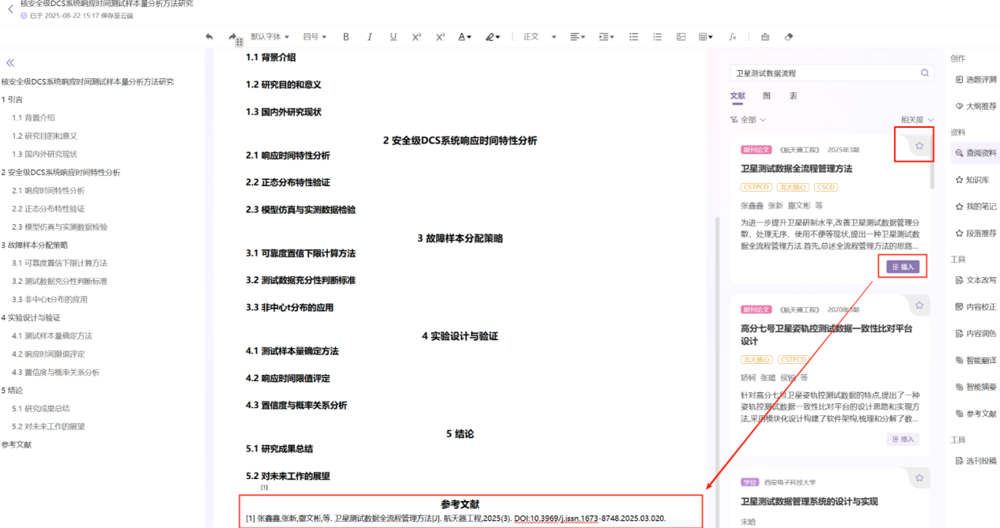 核安全级DCS系统响应时间测试样本量分析方法研究
已于 2025-08-22 15:17 保存至云端
默认字体
四号
B
I
U
X²
X²
A
正文
核安全级DCS系统响应时间测试样本量分析方法研究
1 引言
1.1 背景介绍
1.2 研究目的和意义
1.3 国内外研究现状
2 安全级DCS系统响应时间特性分析
2.1 响应时间特性分析
2.2 正态分布特性验证
2.3 模型仿真与实测数据检验
3 故障样本分配策略
3.1 可靠度置信下限计算方法
3.2 测试数据充分性判断标准
3.3 非中心t分布的应用
4 实验设计与验证
4.1 测试样本量确定方法
4.2 响应时间限值评定
4.3 置信度与概率关系分析
5 结论
5.1 研究成果总结
5.2 对未来工作的展望
参考文献
1.1 背景介绍
1.2 研究目的和意义
1.3 国内外研究现状
2 安全级DCS系统响应时间特性分析
2.1 响应时间特性分析
2.2 正态分布特性验证
2.3 模型仿真与实测数据检验
3 故障样本分配策略
3.1 可靠度置信下限计算方法
3.2 测试数据充分性判断标准
3.3 非中心t分布的应用
4 实验设计与验证
4.1 测试样本量确定方法
4.2 响应时间限值评定
4.3 置信度与概率关系分析
5 结论
5.1 研究成果总结
5.2 对未来工作的展望
[1]
参考文献
[1] 张鑫鑫,张新,撒文彬,等. 卫星测试数据全流程管理方法[J]. 航天器工程,2025(3). DOI:10.3969/j.issn.1673-8748.2025.03.020.
卫星测试数据流程
文献
图
表
全部
相关度
期刊论文 《航天器工程》 2025年3期
卫星测试数据全流程管理方法
CSTPCD 北大核心 CSCD
张鑫鑫 张新 撒文彬 等
为进一步提升卫星研制水平,改善卫星测试数据管理分
散、处理无序、使用不便等现状,提出一种卫星测试数
据全流程管理方法.首先,总述全流程管理方法的思路...
插入
期刊论文 《航天器工程》 2020年3期
高分七号卫星姿轨控测试数据一致性比对平台
设计
北大核心 CSTPCD
矫轲 张璐 侯锐 等
针对高分七号卫星姿轨控测试数据的特点,提出了一种
姿轨控测试数据一致性比对平台的设计思路和实现方
法,采用模块化设计构建了软件架构,梳理和分解了数...
插入
学位 西安电子科技大学
卫星测试数据管理系统的设计与实现
宋晗
创作
选题评测
大纲推荐
资料
查阅资料
知识库
我的笔记
段落推荐
工具
文本改写
内容校正
内容润色
智能翻译
智能摘要
参考文献
工具
选刊投稿